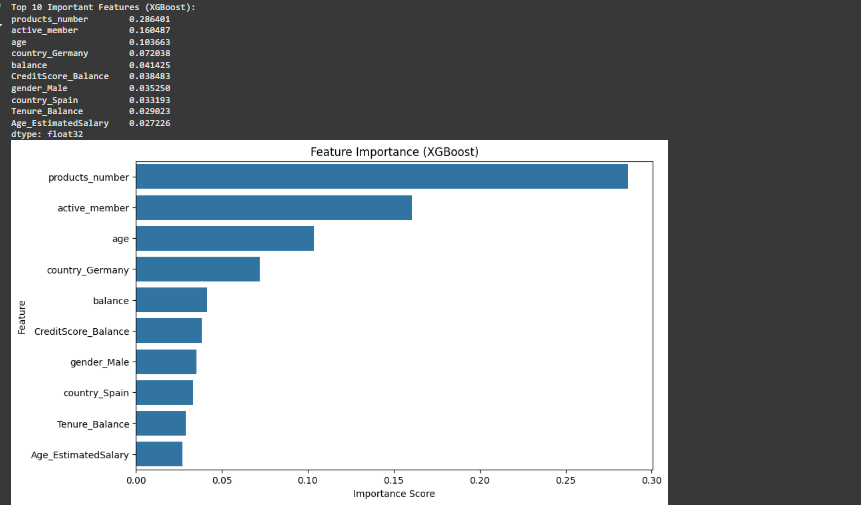 Top 10 Important Features (XGBoost):
products_number 0.286401
active_member 0.160487
age 0.103663
country_Germany 0.072038
balance 0.041425
CreditScore_Balance 0.038483
gender_Male 0.035250
country_Spain 0.033193
Tenure_Balance 0.029023
Age_EstimatedSalary 0.027226
dtype: float32
Feature Importance (XGBoost)
products_number
active_member
age
country_Germany
balance
Feature
CreditScore_Balance
gender_Male
country_Spain
Tenure_Balance
Age_EstimatedSalary
0.00 0.05 0.10 0.15 0.20 0.25 0.30
Importance Score